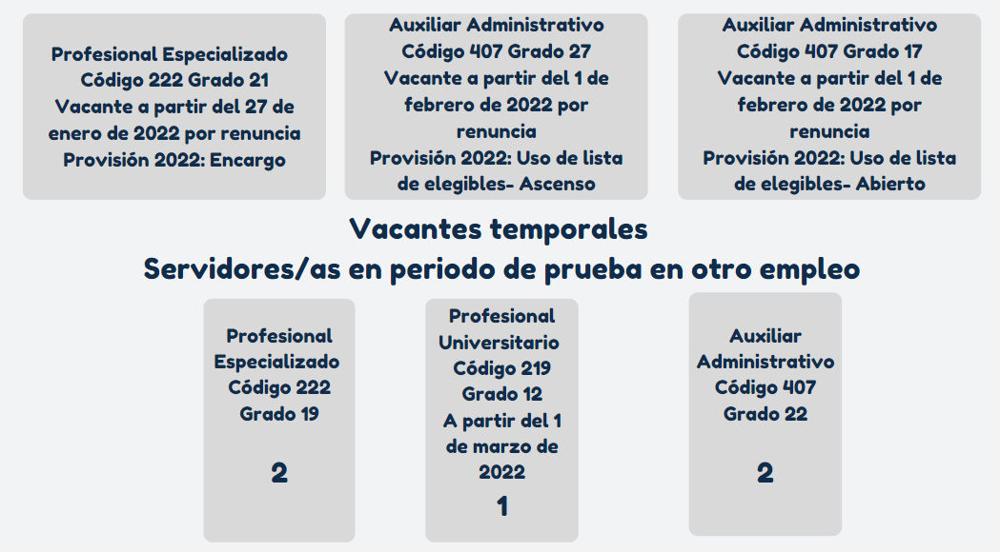 Profesional Especializado
Código 222 Grado 21
Vacante a partir del 27 de
enero de 2022 por renuncia
Provisión 2022: Encargo
Auxiliar Administrativo
Código 407 Grado 27
Vacante a partir del 1 de
febrero de 2022 por
renuncia
Provisión 2022: Uso de lista
de elegibles- Ascenso
Auxiliar Administrativo
Código 407 Grado 17
Vacante a partir del 1 de
febrero de 2022 por
renuncia
Provisión 2022: Uso de lista
de elegibles- Abierto
Vacantes temporales
Servidores/as en periodo de prueba en otro empleo
Profesional
Especializado
Código 222
Grado 19
2
Profesional
Universitario
Código 219
Grado 12
A partir del 1
de marzo de
2022
1
Auxiliar
Administrativo
Código 407
Grado 22
2